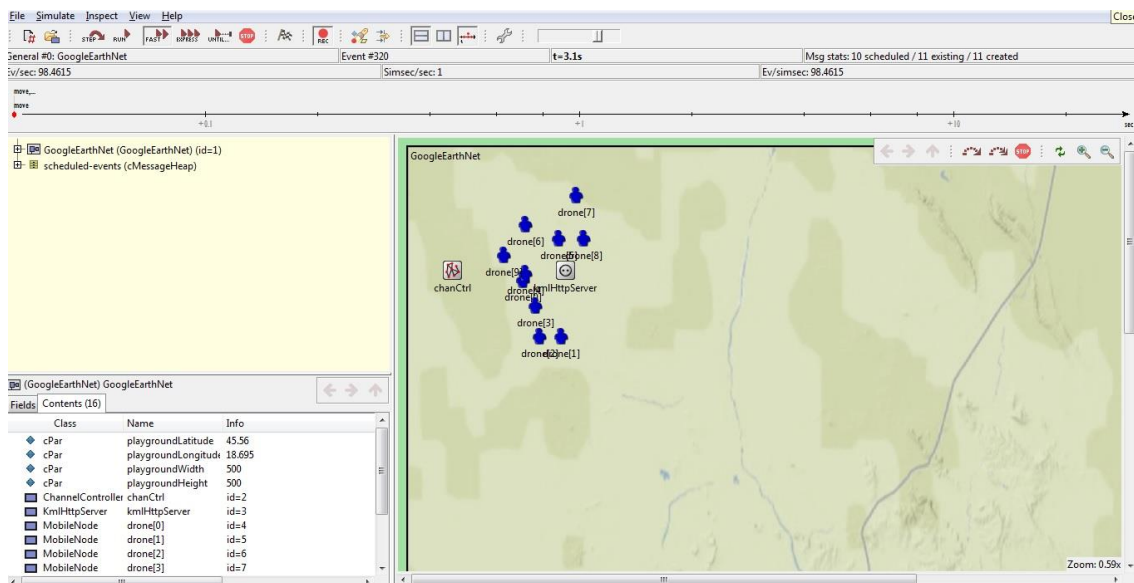 File Simulate Inspect View Help
Close
STEP RUN FAST EXPRESS UNTIL... STOP REC
General #0: GoogleEarthNet Event #320 t=3.1s Msg stats: 10 scheduled / 11 existing / 11 created
Ev/sec: 98.4615 Simsec/sec: 1 Ev/simsec: 98.4615
move,...
move
+0.1 +1 +10 sec
GoogleEarthNet (GoogleEarthNet) (id=1)
scheduled-events (cMessageHeap)
GoogleEarthNet
STOP
drone[7]
drone[6]
drone[8]
drone[9]
chanCtrl
kmlHttpServer
drone[3]
drone[2]
drone[1]
Zoom: 0.59x
(GoogleEarthNet) GoogleEarthNet
Fields Contents (16)
Class Name Info
cPar playgroundLatitude 45.56
cPar playgroundLongitude 18.695
cPar playgroundWidth 500
cPar playgroundHeight 500
ChannelController chanCtrl id=2
KmlHttpServer kmlHttpServer id=3
MobileNode drone[0] id=4
MobileNode drone[1] id=5
MobileNode drone[2] id=6
MobileNode drone[3] id=7